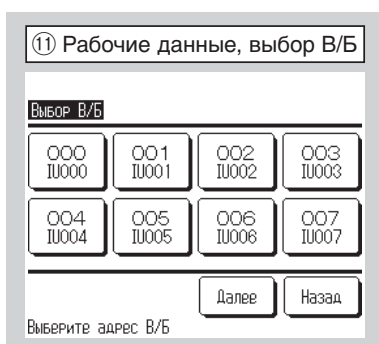 ⑪ Рабочие данные, выбор В/Б
Выбор В/Б
000 001 002 003
IU000 IU001 IU002 IU003
004 005 006 007
IU004 IU005 IU006 IU007
Далее Назад
Выберите адрес В/Б